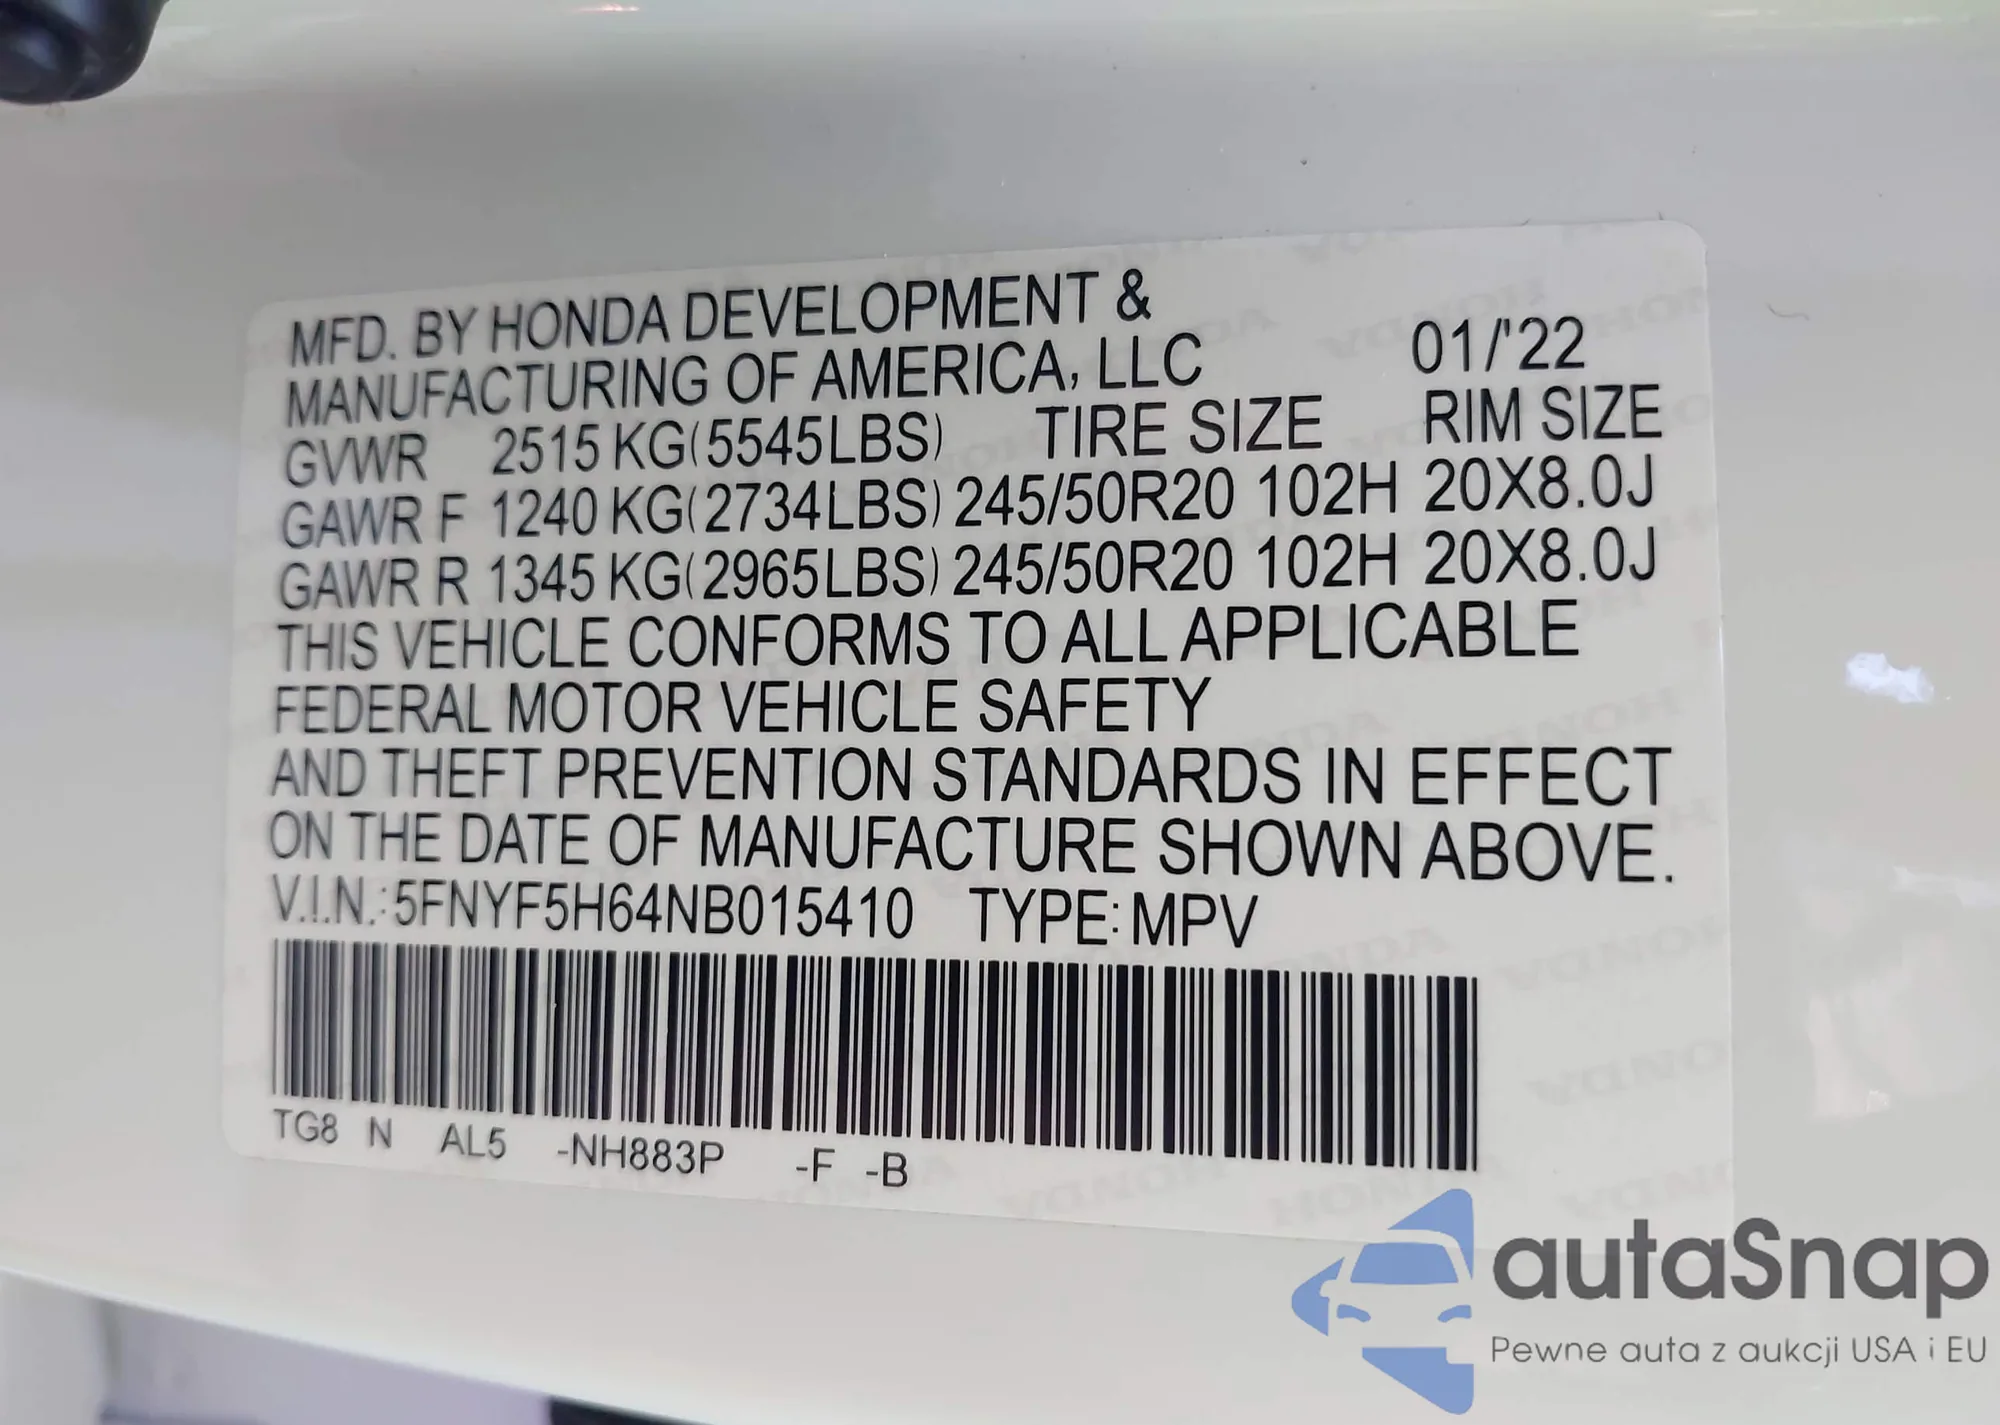 MFD. BY HONDA DEVELOPMENT &
MANUFACTURING OF AMERICA, LLC 01/'22
GVWR 2515 KG(5545LBS) TIRE SIZE RIM SIZE
GAWR F 1240 KG(2734LBS) 245/50R20 102H 20X8.0J
GAWR R 1345 KG(2965LBS) 245/50R20 102H 20X8.0J
THIS VEHICLE CONFORMS TO ALL APPLICABLE
FEDERAL MOTOR VEHICLE SAFETY
AND THEFT PREVENTION STANDARDS IN EFFECT
ON THE DATE OF MANUFACTURE SHOWN ABOVE.
V.I.N.:5FNYF5H64NB015410 TYPE:MPV
TG8 N AL5 -NH883P -F -B
autaSnap
Pewne auta z aukcji USA i EU